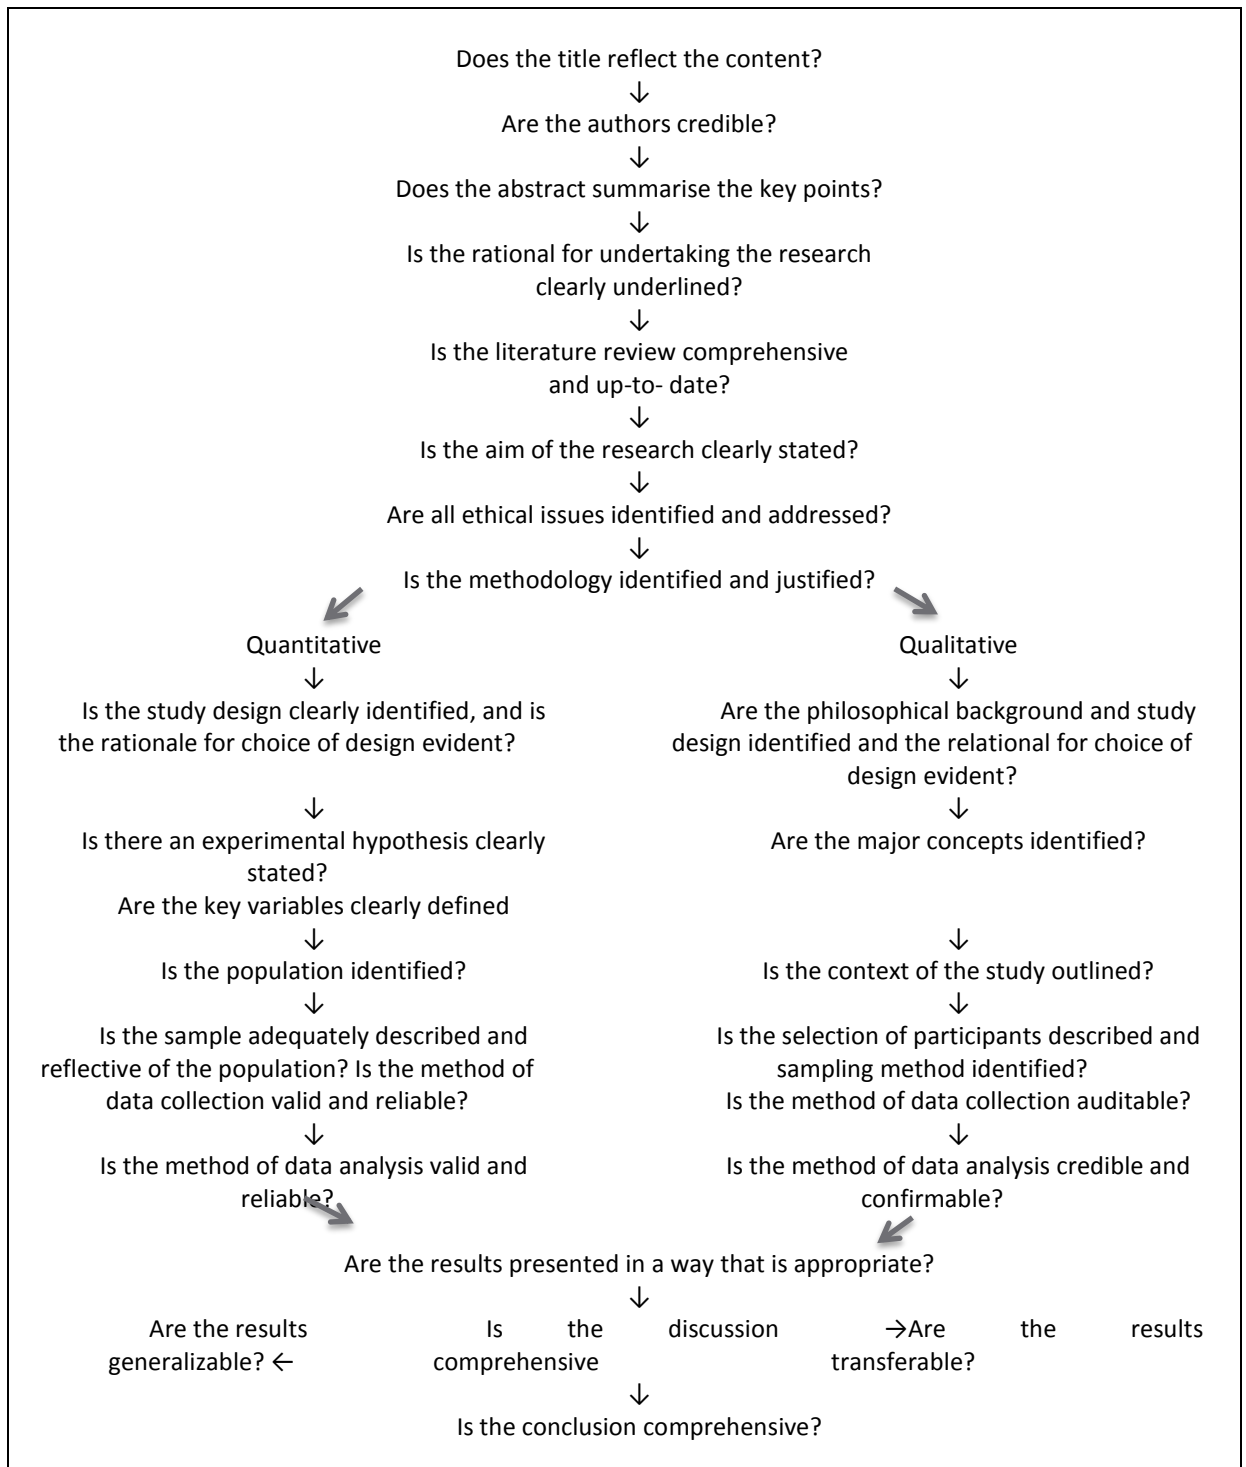 Does the title reflect the content?
↓
Are the authors credible?
↓
Does the abstract summarise the key points?
↓
Is the rational for undertaking the research
clearly underlined?
↓
Is the literature review comprehensive
and up-to- date?
↓
Is the aim of the research clearly stated?
↓
Are all ethical issues identified and addressed?
↓
Is the methodology identified and justified?
Quantitative
↓
Is the study design clearly identified, and is
the rationale for choice of design evident?
↓
Is there an experimental hypothesis clearly
stated?
Are the key variables clearly defined
↓
Is the population identified?
↓
Is the sample adequately described and
reflective of the population? Is the method of
data collection valid and reliable?
↓
Is the method of data analysis valid and
reliable?
Qualitative
↓
Are the philosophical background and study
design identified and the relational for choice of
design evident?
↓
Are the major concepts identified?
↓
Is the context of the study outlined?
↓
Is the selection of participants described and
sampling method identified?
Is the method of data collection auditable?
↓
Is the method of data analysis credible and
confirmable?
Are the results presented in a way that is appropriate?
↓
Are the results
generalizable? ←
Is the discussion
comprehensive
→Are the results
transferable?
↓
Is the conclusion comprehensive?